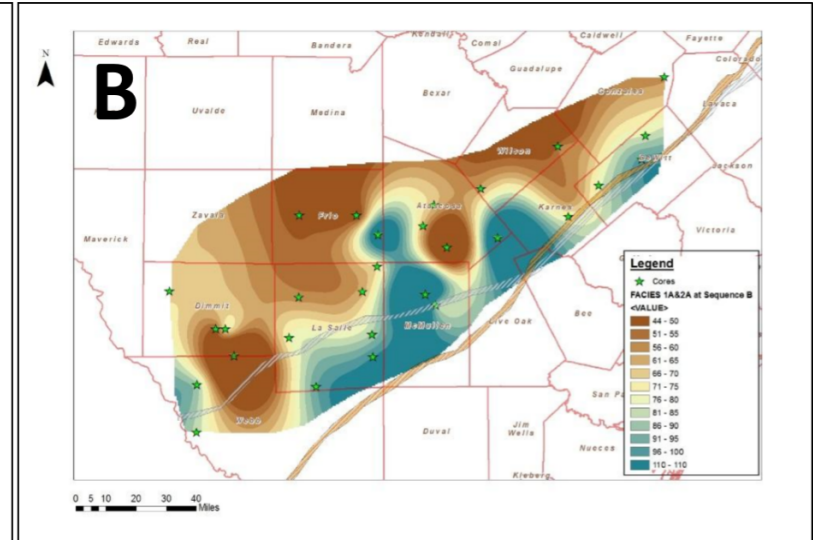 N
B
Edwards
Real
Bandera
Kendall
Comal
Caldwell
Fayette
Colorado
Guadalupe
Gonzales
Lavaca
Uvalde
Medina
Bexar
Wilson
DeWitt
Jackson
Zavala
Frio
Atascosa
Karnes
Victoria
Maverick
Dimmit
La Salle
McMullen
Live Oak
Bee
Webb
Duval
Jim
Wells
San Pa
Nueces
Kleberg
Legend
Cores
FACIES 1A&2A at Sequence B
<VALUE>
44 - 50
51 - 55
56 - 60
61 - 65
66 - 70
71 - 75
76 - 80
81 - 85
86 - 90
91 - 95
96 - 100
110 - 110
0 5 10 20 30 40
Miles